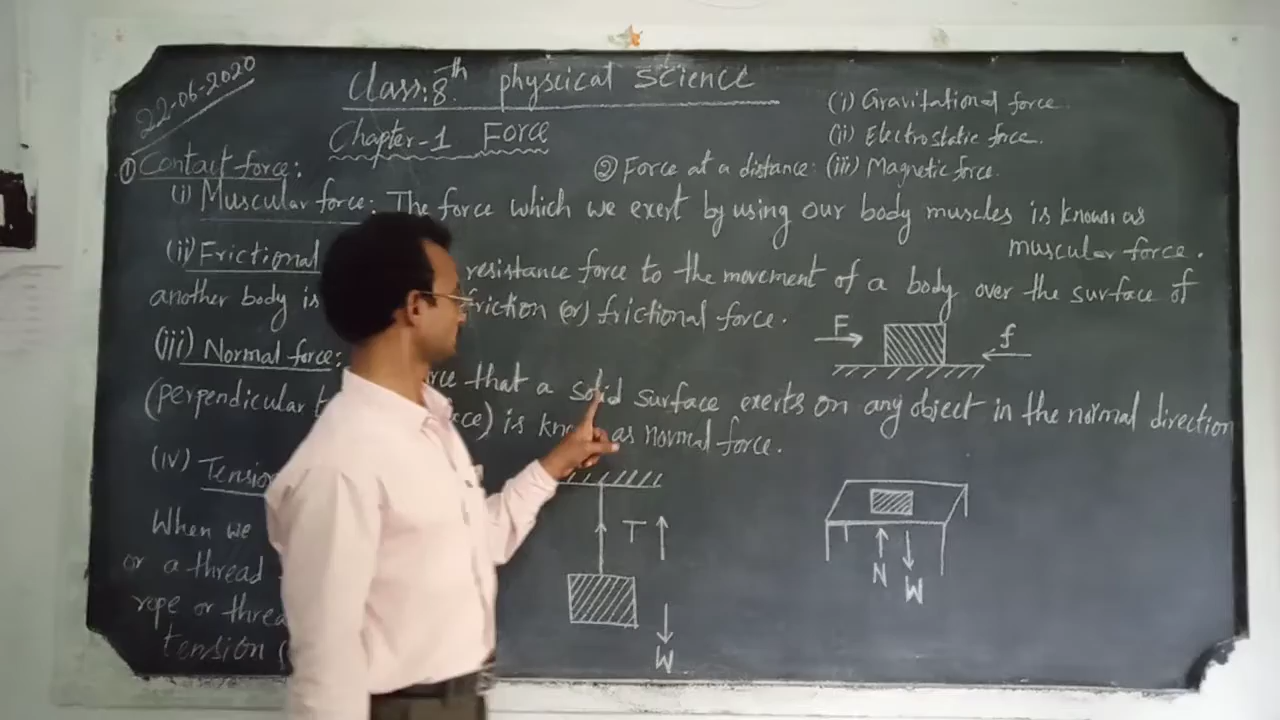 22-06-2020
Class: 8th physcical science
Chapter-1 Force
(i) Gravitational force.
(ii) Electrostatic force.
② Force at a distance: (iii) Magnetic force.
① Contact force:
(i) Muscular force: The force which we exert by using our body muscles is known as
muscular force.
(ii) Frictional resistance force to the movement of a body over the surface of
another body is friction (or) frictional force.
F f
(iii) Normal force: that a solid surface exerts on any object in the normal direction
(perpendicular is as normal force.
(iv) Tension
When we
or a thread
rope or
tension (
T
W
N W